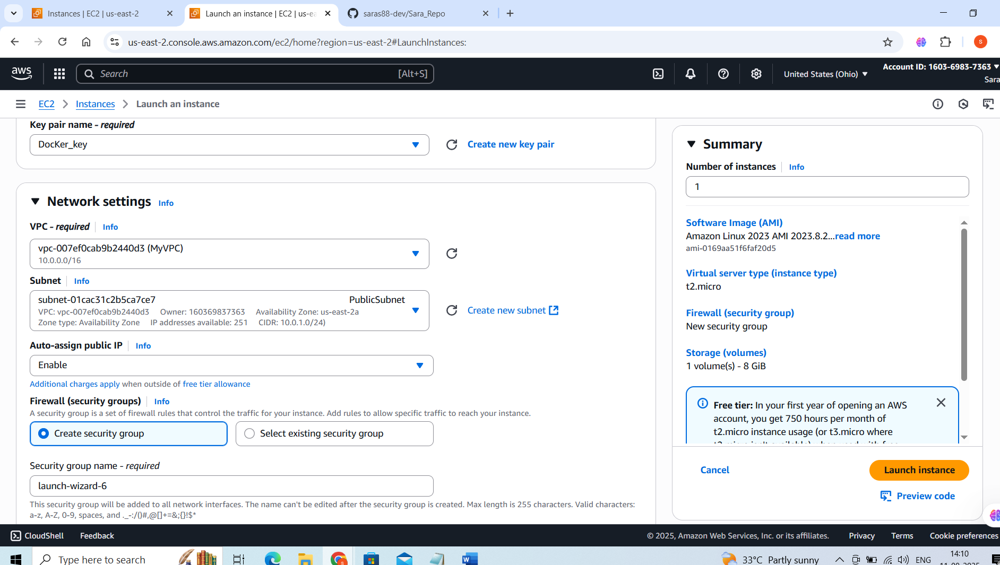 Instances | EC2 | us-east-2
Launch an instance | EC2 | us-ea
saras88-dev/Sara_Repo
us-east-2.console.aws.amazon.com/ec2/home?region=us-east-2#LaunchInstances:
S
aws
Search
[Alt+S]
United States (Ohio)
Account ID: 1603-6983-7363
Sara
EC2
Instances
Launch an instance
Key pair name - required
DocKer_key
Create new key pair
Network settings Info
VPC - required Info
vpc-007ef0cab9b2440d3 (MyVPC)
10.0.0.0/16
Subnet Info
subnet-01cac31c2b5ca7ce7 PublicSubnet
VPC: vpc-007ef0cab9b2440d3 Owner: 160369837363 Availability Zone: us-east-2a
Zone type: Availability Zone IP addresses available: 251 CIDR: 10.0.1.0/24)
Create new subnet
Auto-assign public IP Info
Enable
Additional charges apply when outside of free tier allowance
Firewall (security groups) Info
A security group is a set of firewall rules that control the traffic for your instance. Add rules to allow specific traffic to reach your instance.
Create security group
Select existing security group
Security group name - required
launch-wizard-6
This security group will be added to all network interfaces. The name can't be edited after the security group is created. Max length is 255 characters. Valid characters:
a-z, A-Z, 0-9, spaces, and ._-:/()#,@[]+=&;{}!$*
Summary
Number of instances Info
1
Software Image (AMI)
Amazon Linux 2023 AMI 2023.8.2...read more
ami-0169aa51f6faf20d5
Virtual server type (instance type)
t2.micro
Firewall (security group)
New security group
Storage (volumes)
1 volume(s) - 8 GiB
Free tier: In your first year of opening an AWS
account, you get 750 hours per month of
t2.micro instance usage (or t3.micro where
t2.micro isn't available) when used with free
Cancel
Launch instance
Preview code
CloudShell
Feedback
© 2025, Amazon Web Services, Inc. or its affiliates.
Privacy
Terms
Cookie preferences
Type here to search
33°C Partly sunny
ENG
14:10
11-08-2025